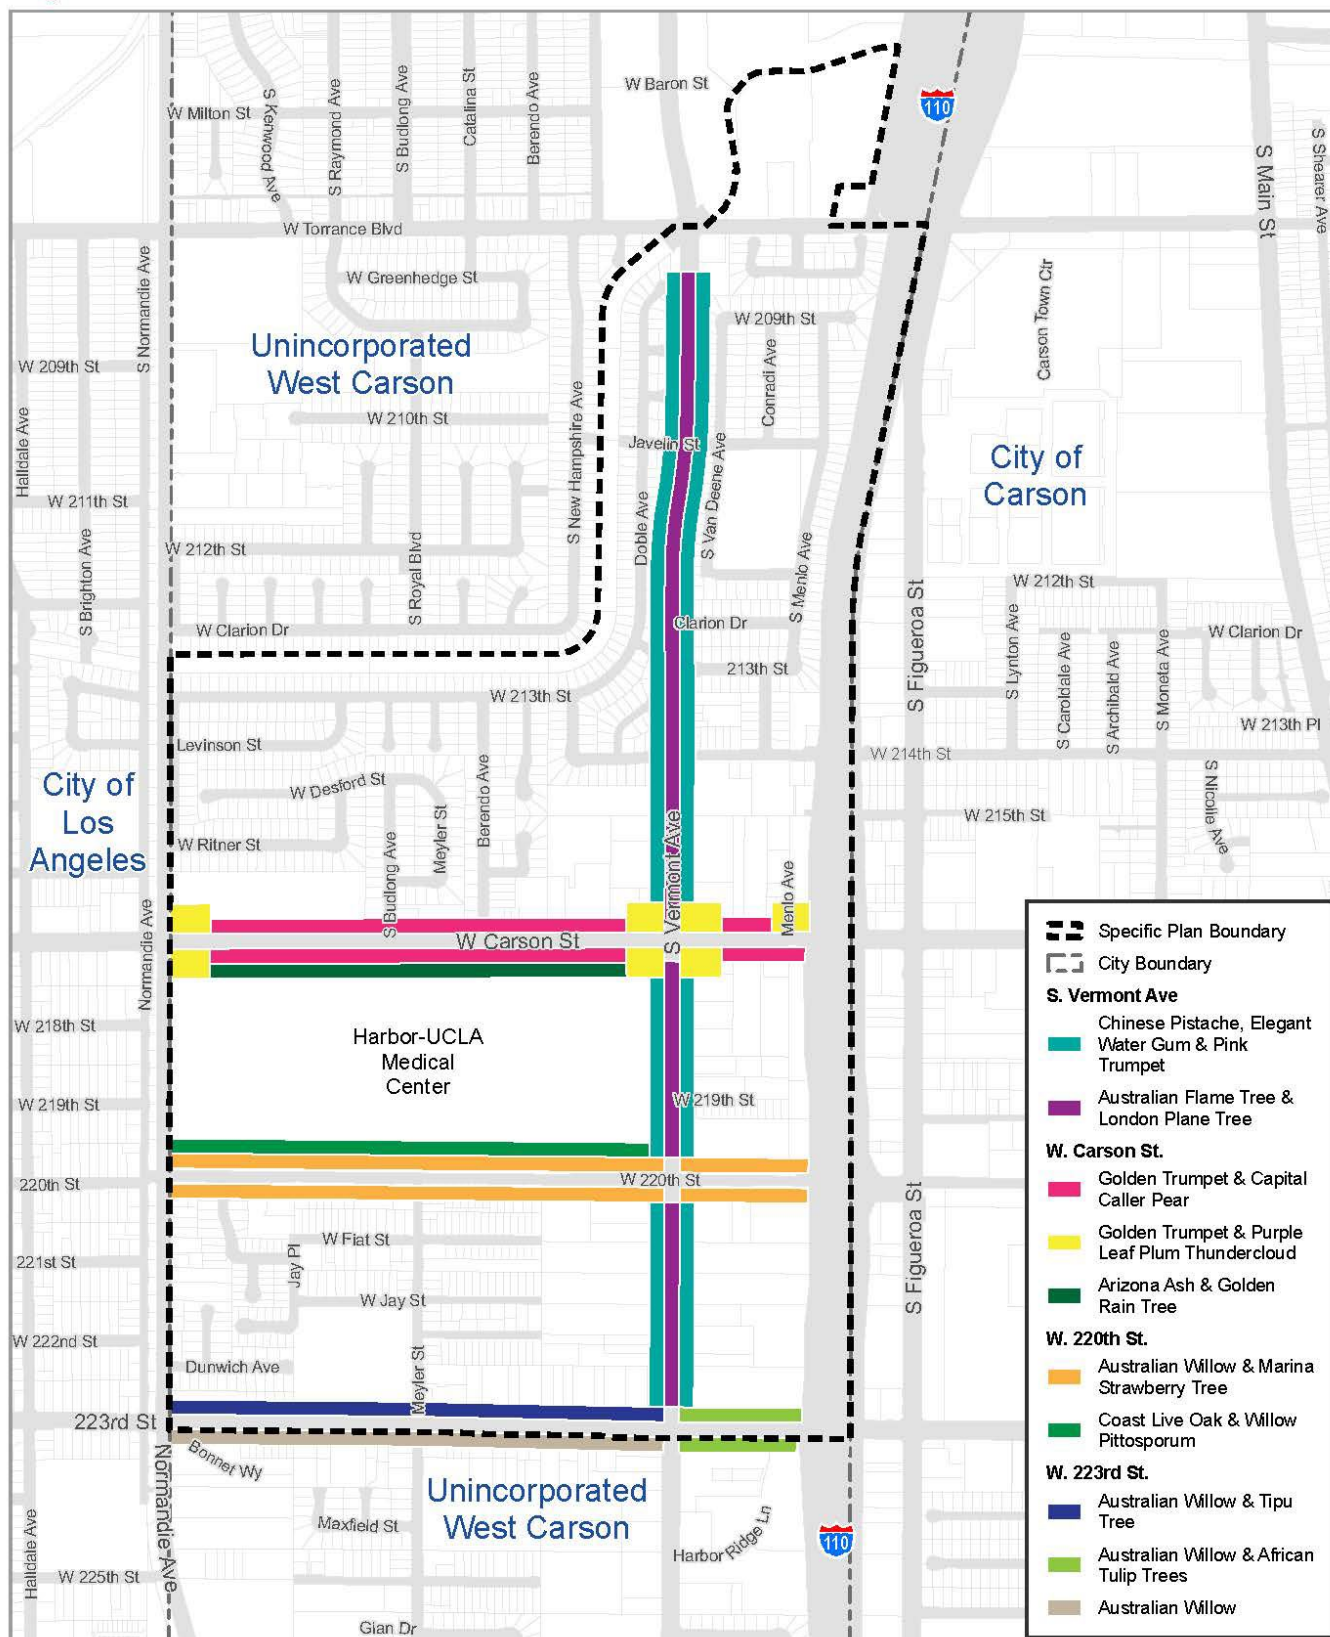 W Baron St
110
W Milton St
S Kenwood Ave
S Raymond Ave
S Budlong Ave
Catalina St
Berendo Ave
S Main St
S Shearer Ave
W Torrance Blvd
S Normandie Ave
W Greenhedge St
Carson Town Ctr
W 209th St
Unincorporated
West Carson
W 209th St
Conradi Ave
Halldale Ave
W 210th St
S New Hampshire Ave
Javelin St
S Van Deene Ave
City of
Carson
W 211th St
Doble Ave
S Brighton Ave
W 212th St
S Royal Blvd
S Menlo Ave
S Figueroa St
W 212th St
W Clarion Dr
Clarion Dr
S Lynton Ave
S Caroldale Ave
S Archibald Ave
S Moneta Ave
W Clarion Dr
213th St
W 213th St
W 213th Pl
Levinson St
W 214th St
City of
Los
Angeles
W Desford St
Berendo Ave
Meyler St
S Budlong Ave
S Nicolle Ave
W 215th St
W Ritner St
S Vermont Ave
Menlo Ave
Normandie Ave
W Carson St
W 218th St
Harbor-UCLA
Medical
Center
W 219th St
W 219th St
220th St
W 220th St
S Figueroa St
221st St
Jay Pl
W Fiat St
W Jay St
W 222nd St
Dunwich Ave
Meyler St
223rd St
Bonnet Wy
Normandie Ave
Unincorporated
West Carson
Halldale Ave
Maxfield St
Harbor Ridge Ln
110
W 225th St
Gian Dr
Specific Plan Boundary
City Boundary
S. Vermont Ave
Chinese Pistache, Elegant
Water Gum & Pink
Trumpet
Australian Flame Tree &
London Plane Tree
W. Carson St.
Golden Trumpet & Capital
Caller Pear
Golden Trumpet & Purple
Leaf Plum Thundercloud
Arizona Ash & Golden
Rain Tree
W. 220th St.
Australian Willow & Marina
Strawberry Tree
Coast Live Oak & Willow
Pittosporum
W. 223rd St.
Australian Willow & Tipu
Tree
Australian Willow & African
Tulip Trees
Australian Willow